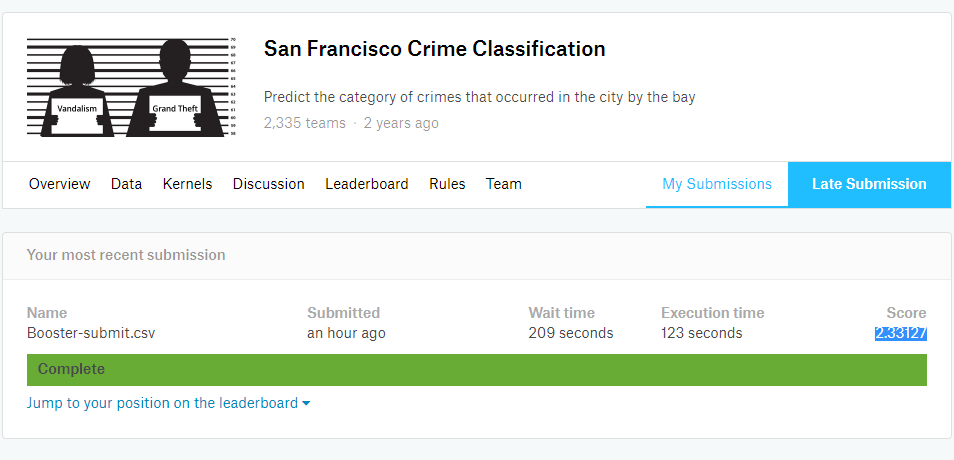 San Francisco Crime Classification
Vandalism
Grand Theft
Predict the category of crimes that occurred in the city by the bay
2,335 teams · 2 years ago
Overview Data Kernels Discussion Leaderboard Rules Team My Submissions Late Submission
Your most recent submission
Name Submitted Wait time Execution time Score
Booster-submit.csv an hour ago 209 seconds 123 seconds 2.33127
Complete
Jump to your position on the leaderboard